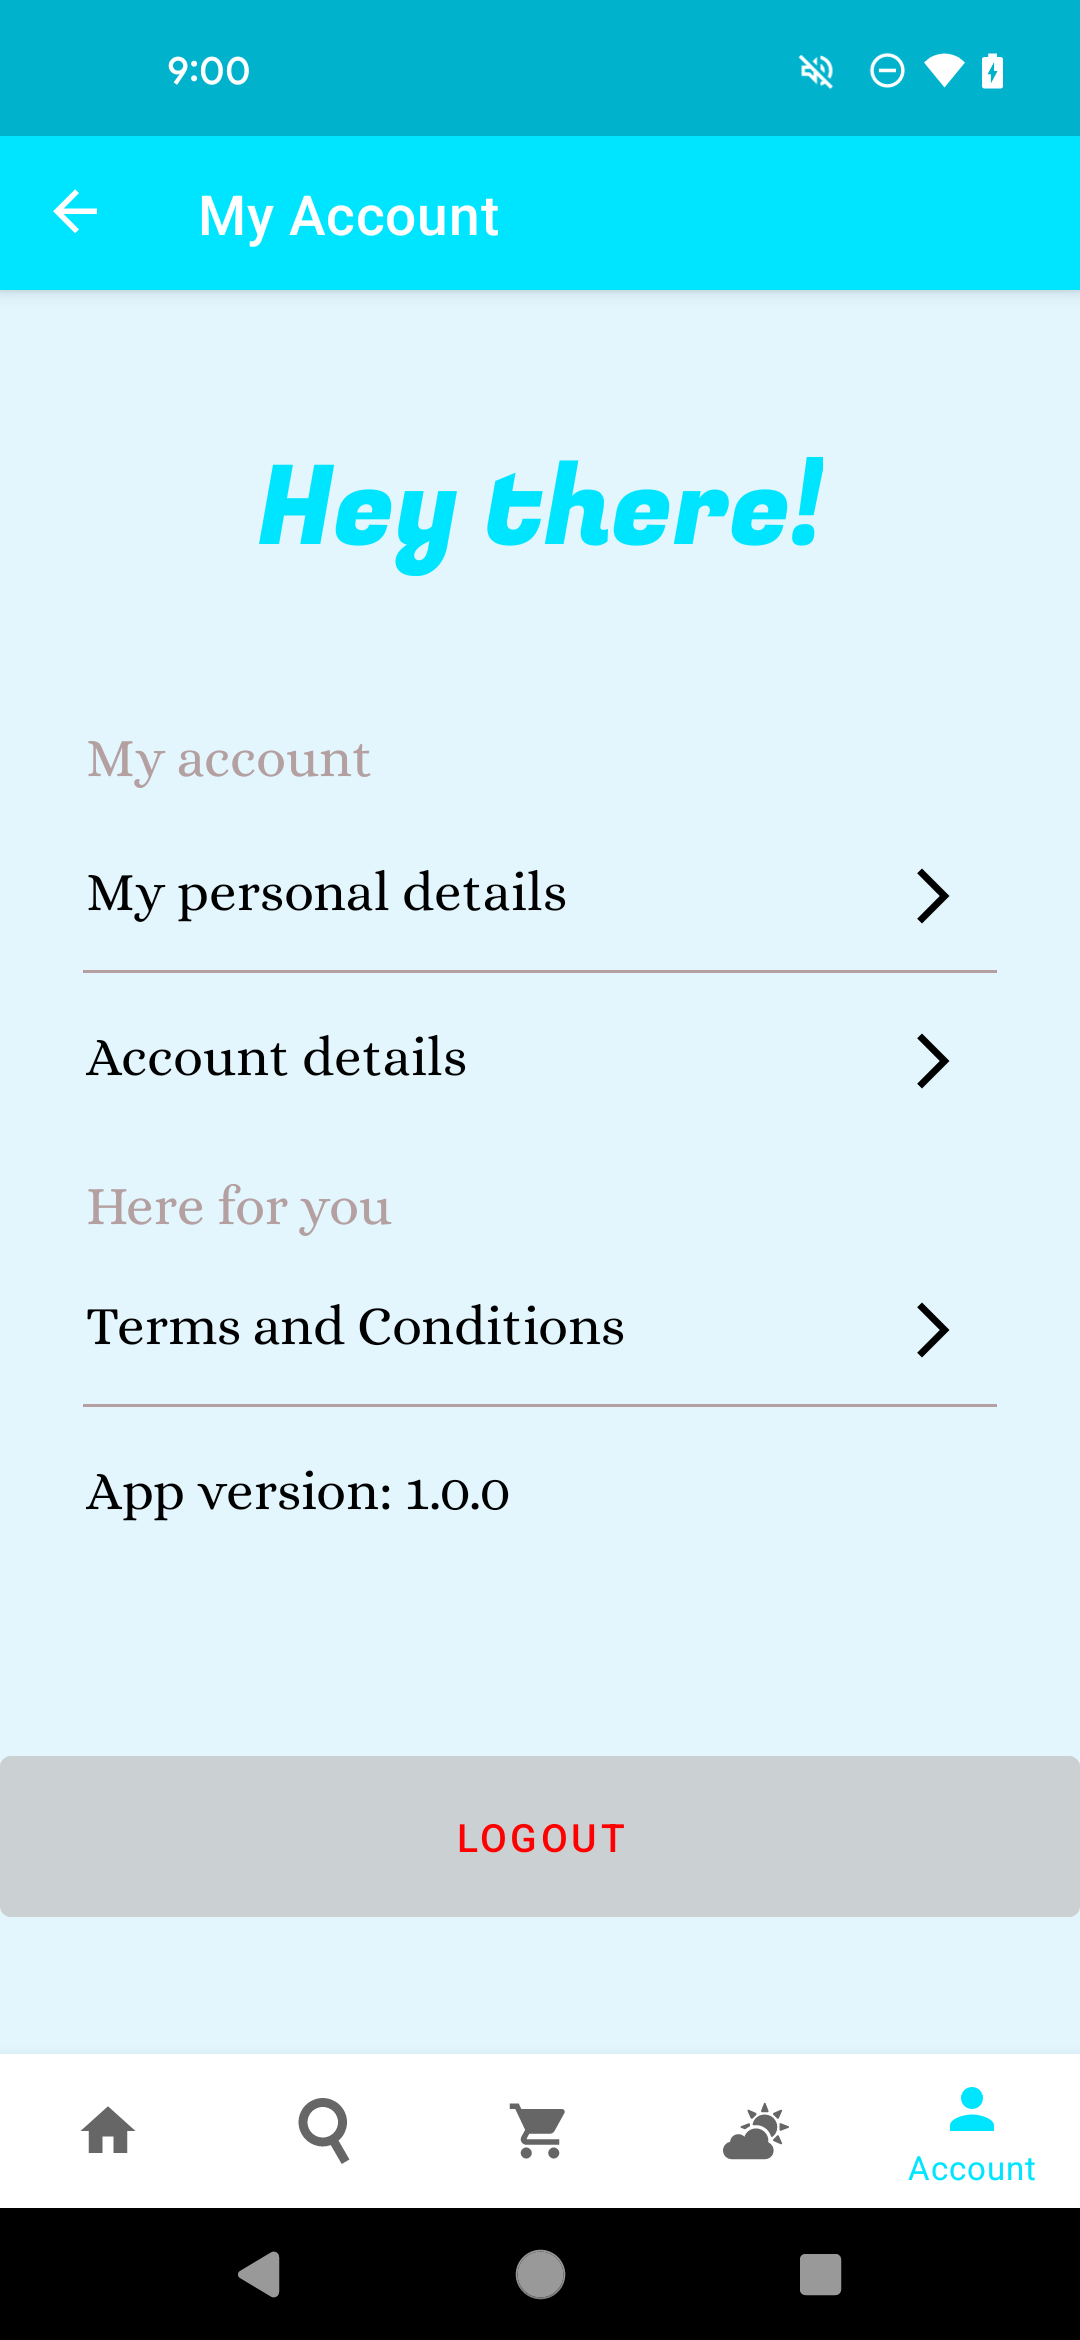 9:00
My Account
Hey there!
My account
My personal details
Account details
Here for you
Terms and Conditions
App version: 1.0.0
LOGOUT
Account